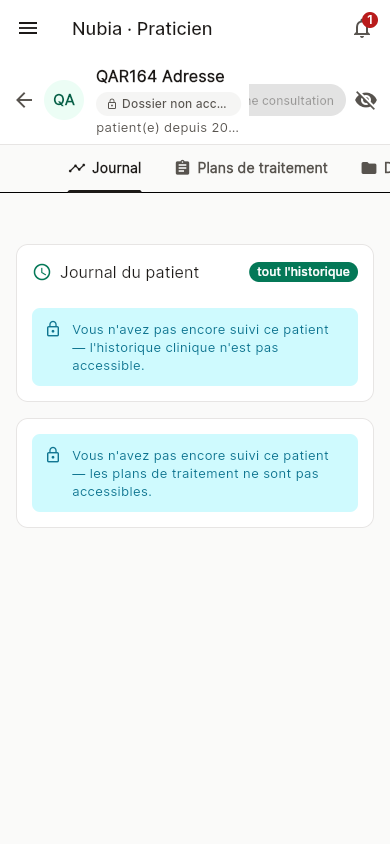 Nubia · Praticien
1
QA
QAR164 Adresse
Dossier non acc...
consultation
patient(e) depuis 20...
Journal
Plans de traitement
D
Journal du patient
tout l'historique
Vous n'avez pas encore suivi ce patient
— l'historique clinique n'est pas
accessible.
Vous n'avez pas encore suivi ce patient
— les plans de traitement ne sont pas
accessibles.